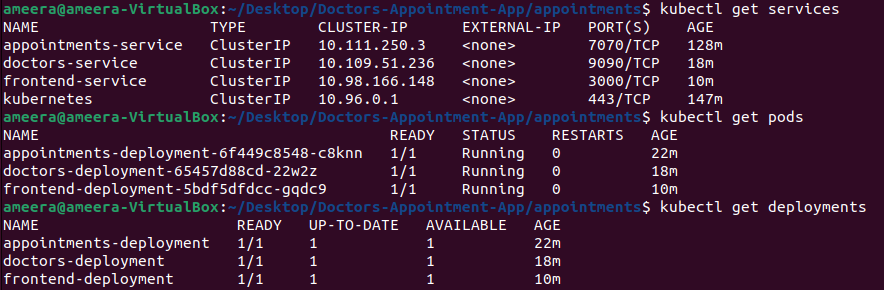 ameera@ameera-VirtualBox:~/Desktop/Doctors-Appointment-App/appointments$ kubectl get services
NAME TYPE CLUSTER-IP EXTERNAL-IP PORT(S) AGE
appointments-service ClusterIP 10.111.250.3 <none> 7070/TCP 128m
doctors-service ClusterIP 10.109.51.236 <none> 9090/TCP 18m
frontend-service ClusterIP 10.98.166.148 <none> 3000/TCP 10m
kubernetes ClusterIP 10.96.0.1 <none> 443/TCP 147m
ameera@ameera-VirtualBox:~/Desktop/Doctors-Appointment-App/appointments$ kubectl get pods
NAME READY STATUS RESTARTS AGE
appointments-deployment-6f449c8548-c8knn 1/1 Running 0 22m
doctors-deployment-65457d88cd-22w2z 1/1 Running 0 18m
frontend-deployment-5bdf5dfdcc-gqdc9 1/1 Running 0 10m
ameera@ameera-VirtualBox:~/Desktop/Doctors-Appointment-App/appointments$ kubectl get deployments
NAME READY UP-TO-DATE AVAILABLE AGE
appointments-deployment 1/1 1 1 22m
doctors-deployment 1/1 1 1 18m
frontend-deployment 1/1 1 1 10m